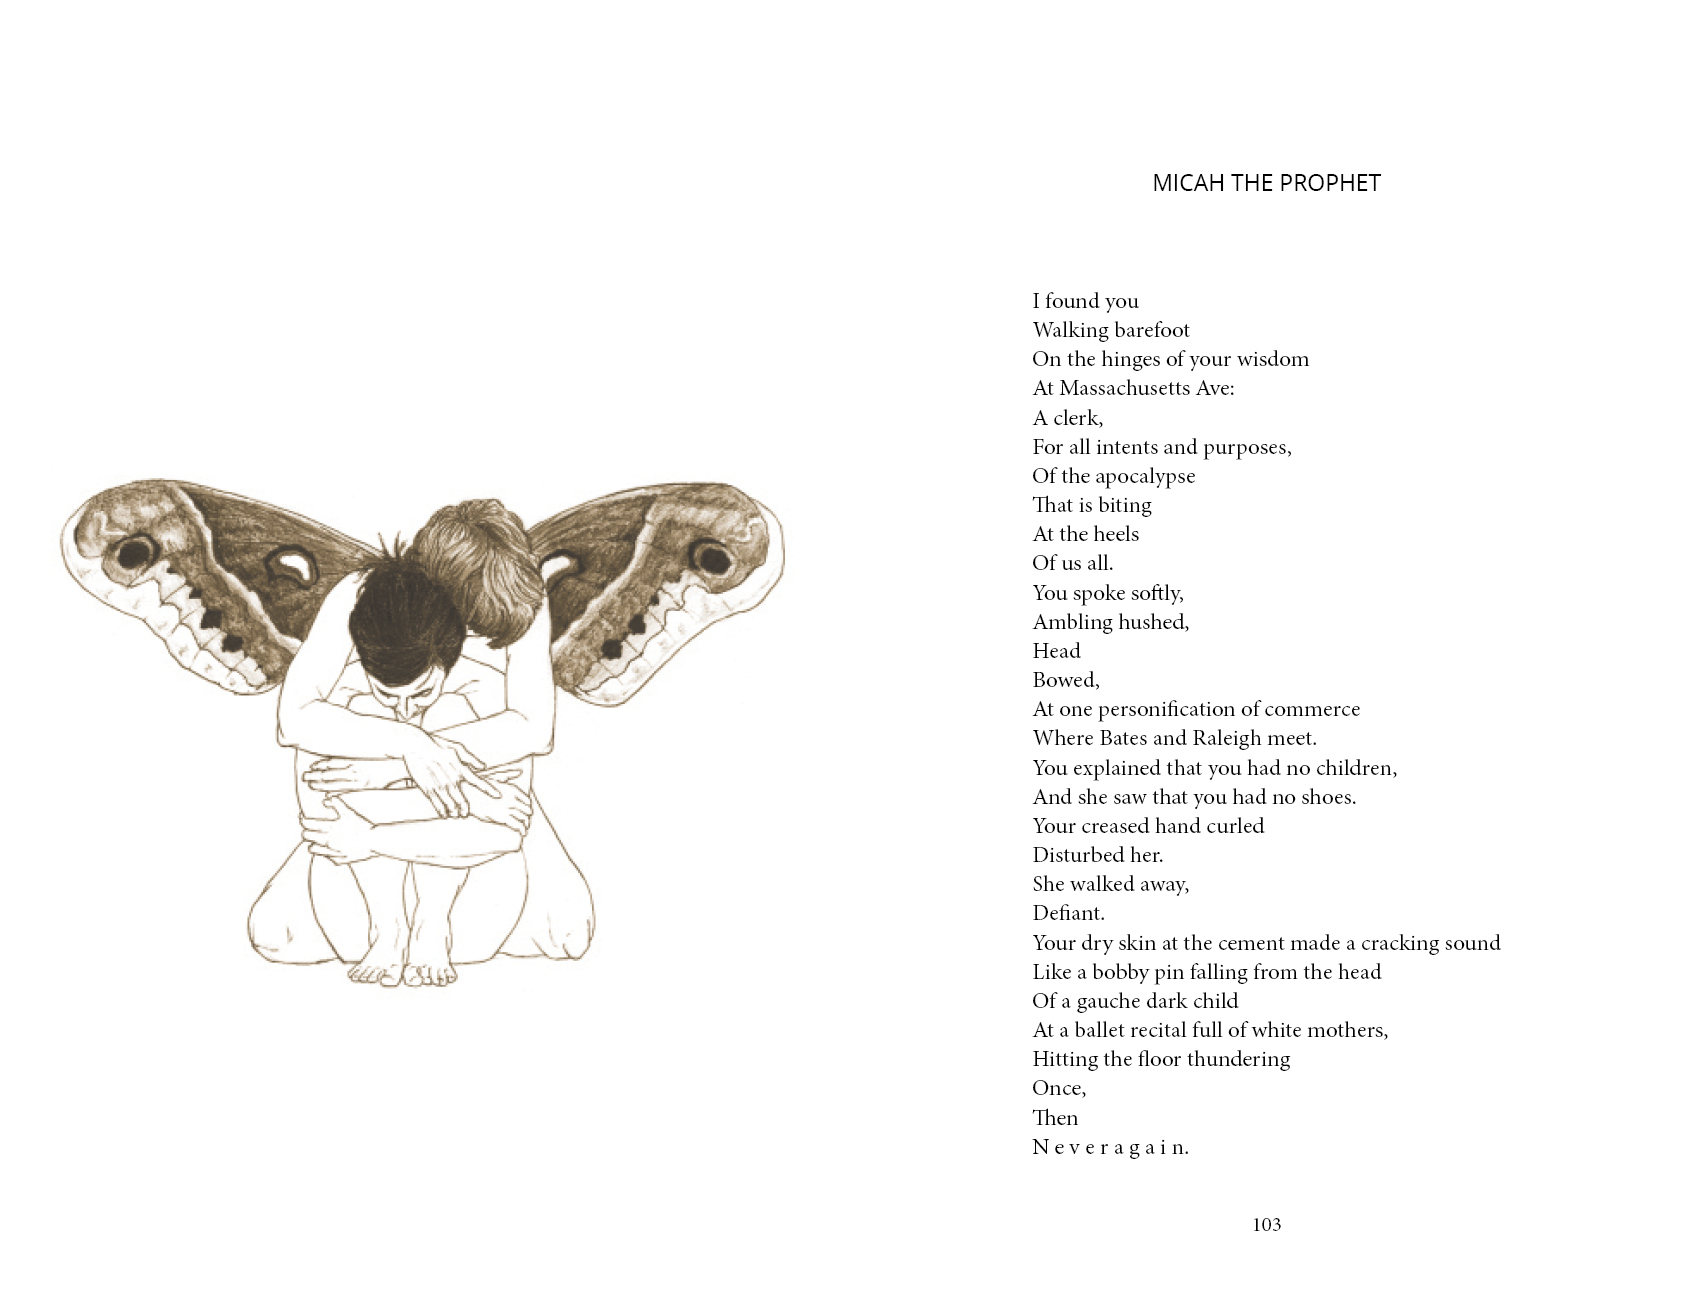 MICAH THE PROPHET
I found you
Walking barefoot
On the hinges of your wisdom
At Massachusetts Ave:
A clerk,
For all intents and purposes,
Of the apocalypse
That is biting
At the heels
Of us all.
You spoke softly,
Ambling hushed,
Head
Bowed,
At one personification of commerce
Where Bates and Raleigh meet.
You explained that you had no children,
And she saw that you had no shoes.
Your creased hand curled
Disturbed her.
She walked away,
Defiant.
Your dry skin at the cement made a cracking sound
Like a bobby pin falling from the head
Of a gauche dark child
At a ballet recital full of white mothers,
Hitting the floor thundering
Once,
Then
N e v e r a g a i n.
103